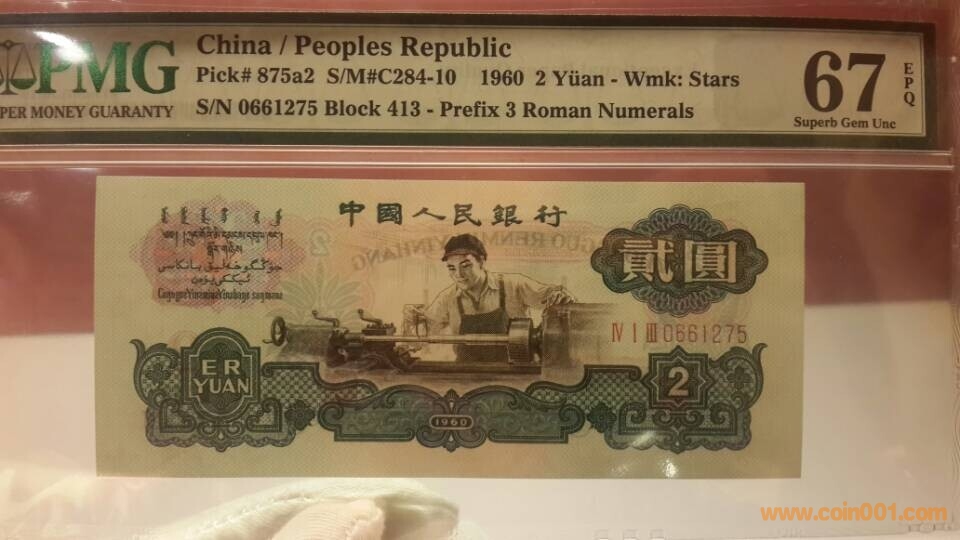 PMG
PER MONEY GUARANTY
China / Peoples Republic
Pick# 875a2 S/M#C284-10 1960 2 Yüan - Wmk: Stars
S/N 0661275 Block 413 - Prefix 3 Roman Numerals
67
EPQ
Superb Gem Unc
中國人民銀行
貳圓
IV I III 0661275
ER
YUAN
2
1960
www.coin001.com